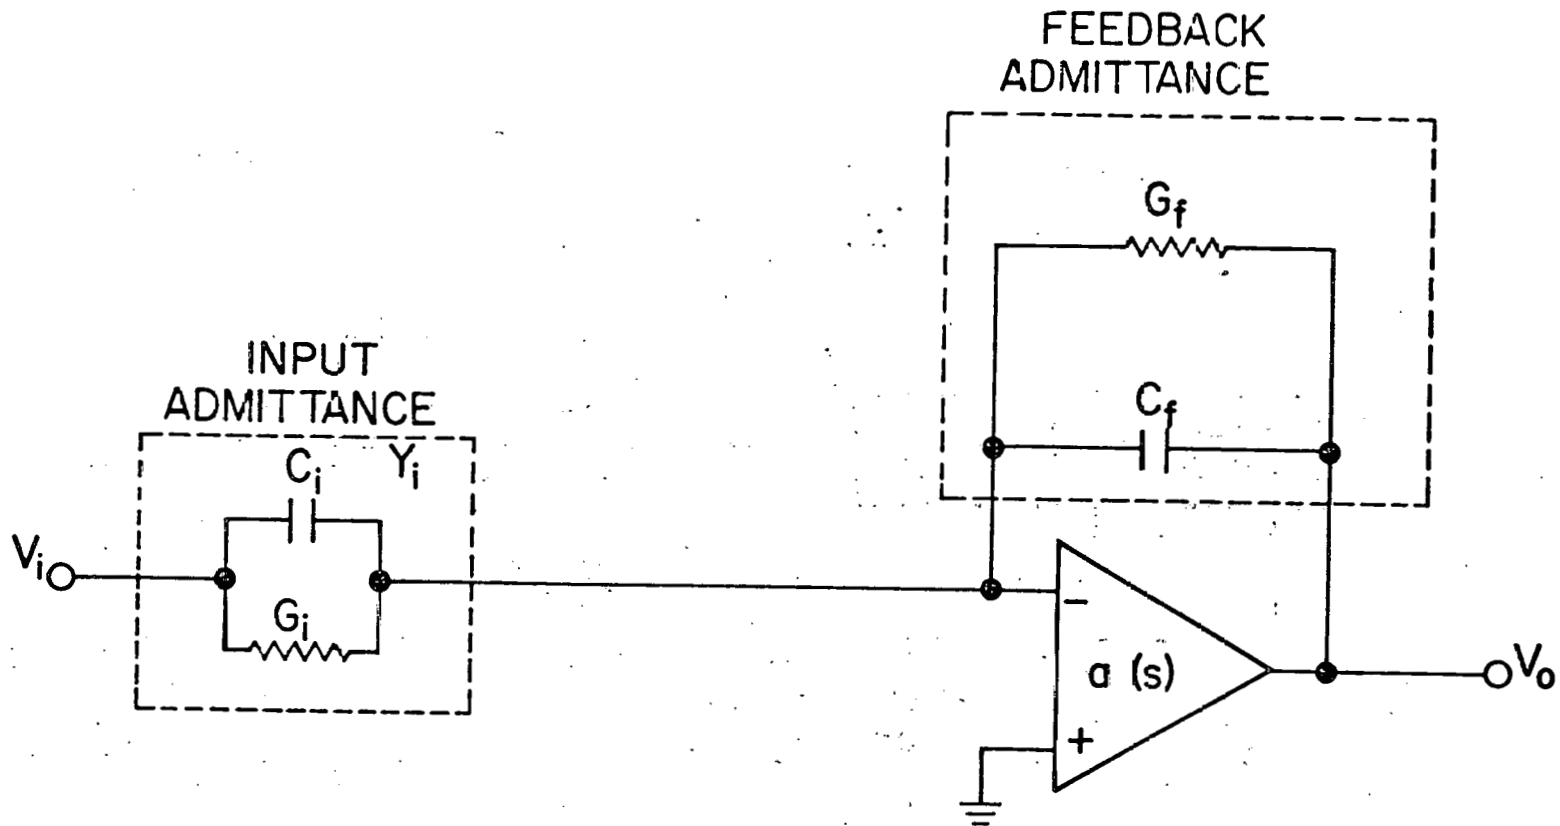 FEEDBACK
ADMITTANCE
G_f
C_f
INPUT
ADMITTANCE
C_i Y_i
G_i
V_i
−
a (s)
+
V_o